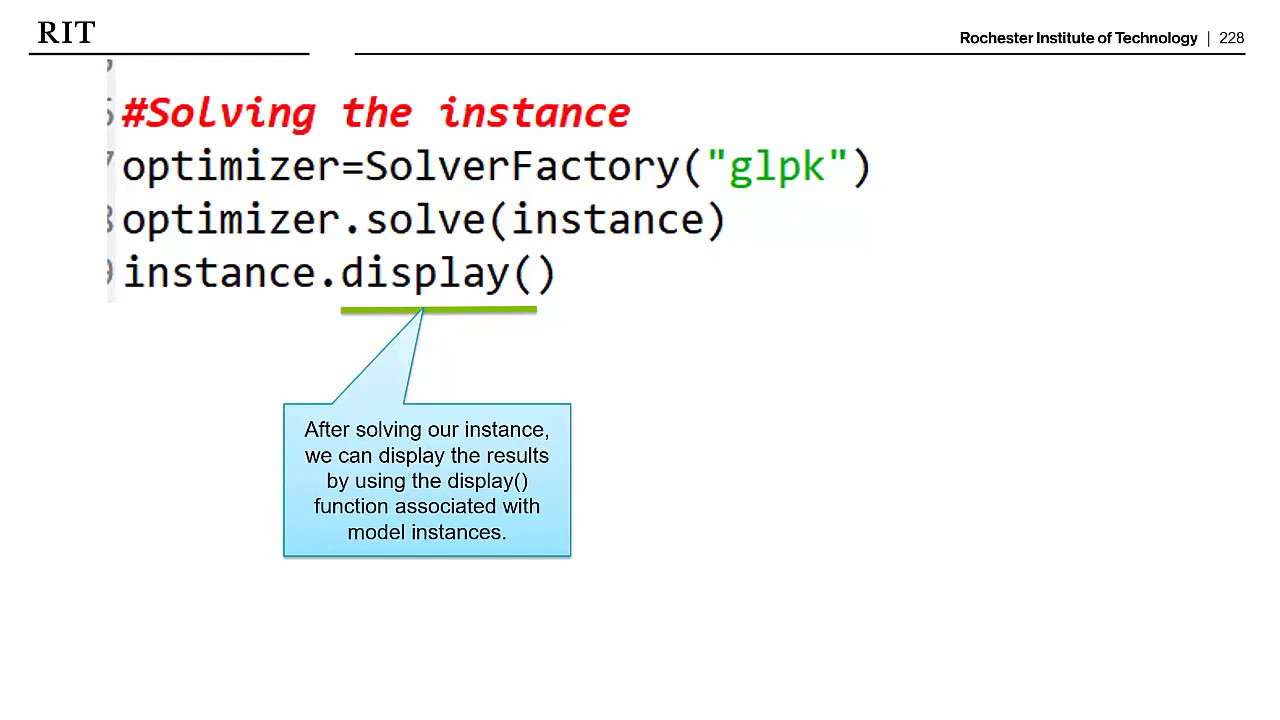 RIT
Rochester Institute of Technology | 228
#Solving the instance
optimizer=SolverFactory("glpk")
optimizer.solve(instance)
instance.display()
After solving our instance,
we can display the results
by using the display()
function associated with
model instances.